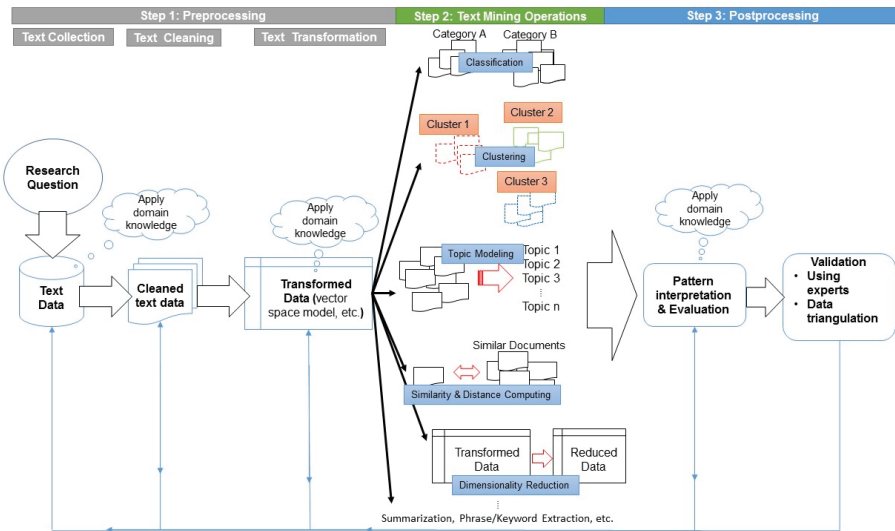 Step 1: Preprocessing
Step 2: Text Mining Operations
Step 3: Postprocessing
Text Collection
Text Cleaning
Text Transformation
Research
Question
Text
Data
Apply
domain
knowledge
Cleaned
text data
Apply
domain
knowledge
Transformed
Data (vector
space model, etc.)
Category A
Category B
Classification
Cluster 1
Cluster 2
Clustering
Cluster 3
Topic Modeling
Topic 1
Topic 2
Topic 3
Topic n
Similar Documents
Similarity & Distance Computing
Transformed
Data
Reduced
Data
Dimensionality Reduction
Summarization, Phrase/Keyword Extraction, etc.
Apply
domain
knowledge
Pattern
interpretation
& Evaluation
Validation
• Using
experts
• Data
triangulation